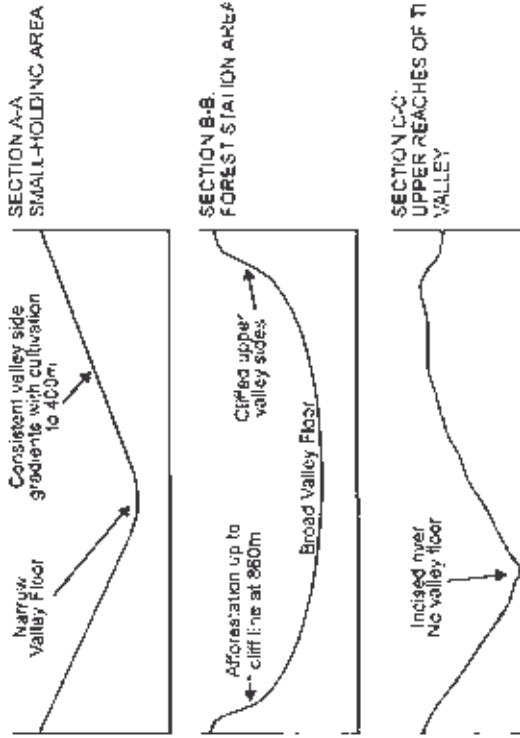 SECTION A-A
SMALL-HOLDING AREA
Consistent valley side
gradients with cultivation
to 400m
Narrow
Valley Floor
SECTION B-B.
FOREST STATION AREA
Cliffed upper
valley sides
Afforestation up to
cliff line at 860m
Broad Valley Floor
SECTION C-C'
UPPER REACHES OF
VALLEY
Incised river
No valley floor